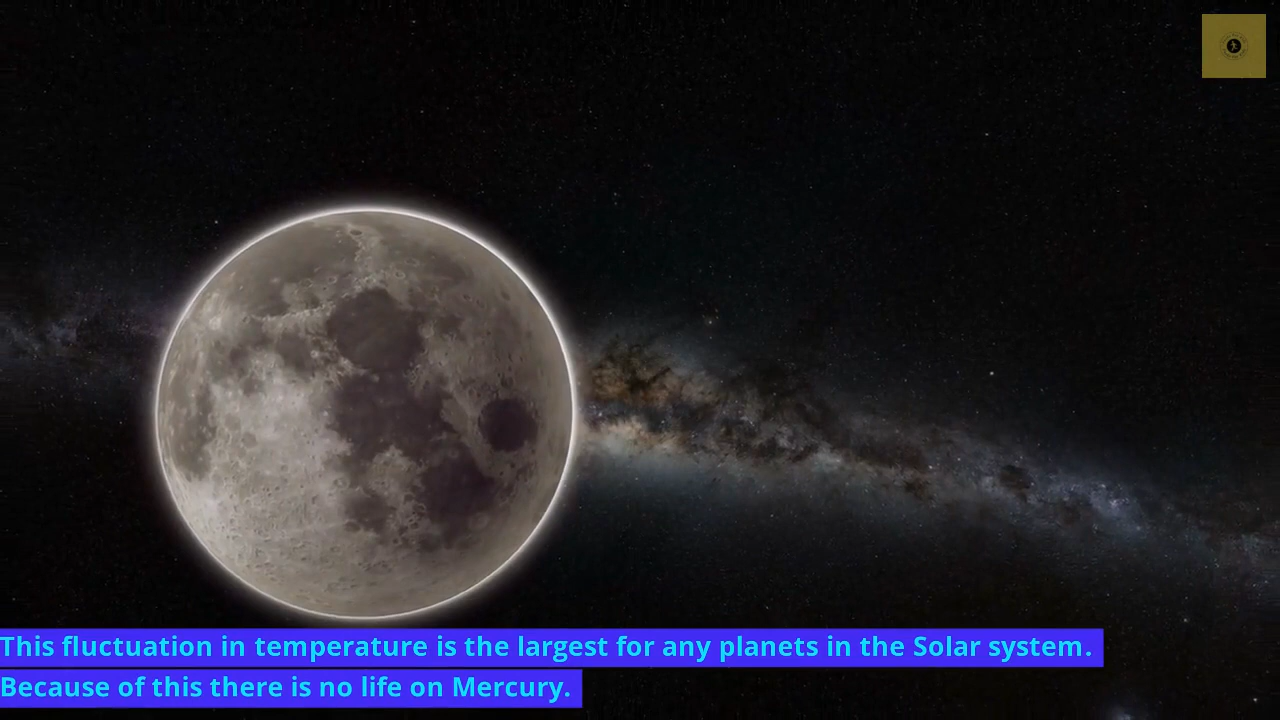 This fluctuation in temperature is the largest for any planets in the Solar system.
Because of this there is no life on Mercury.